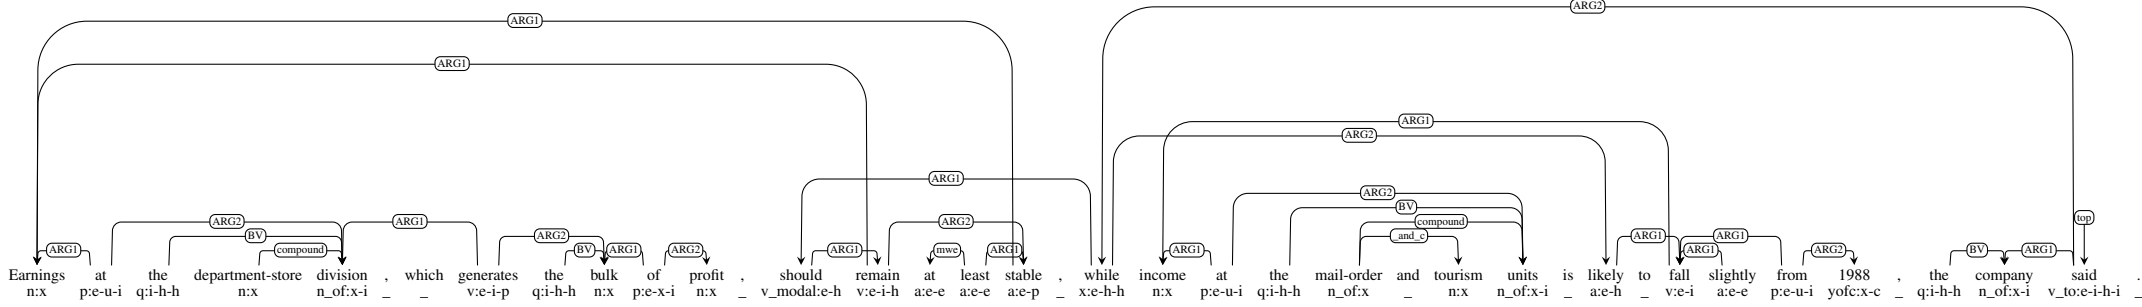 ARG2
ARG1
ARG1
ARG1
ARG2
ARG1
ARG2
BV
top
ARG2 ARG1 ARG2 compound
BV ARG2 _and_c ARG1 ARG1
ARG1 compound BV ARG1 ARG2 ARG1 mwe ARG1 ARG1 ARG1 ARG2 BV ARG1
Earnings at the department-store division , which generates the bulk of profit , should remain at least stable , while income at the mail-order and tourism units is likely to fall slightly from 1988 , the company said .
n:x p:e-u-i q:i-h-h n:x n_of:x-i _ _ v:e-i-p q:i-h-h n:x p:e-x-i n:x _ v_modal:e-h v:e-i-h a:e-e a:e-e a:e-p _ x:e-h-h n:x p:e-u-i q:i-h-h n_of:x _ n:x n_of:x-i _ a:e-h _ v:e-i a:e-e p:e-u-i yofc:x-c _ q:i-h-h n_of:x-i v_to:e-i-h-i _